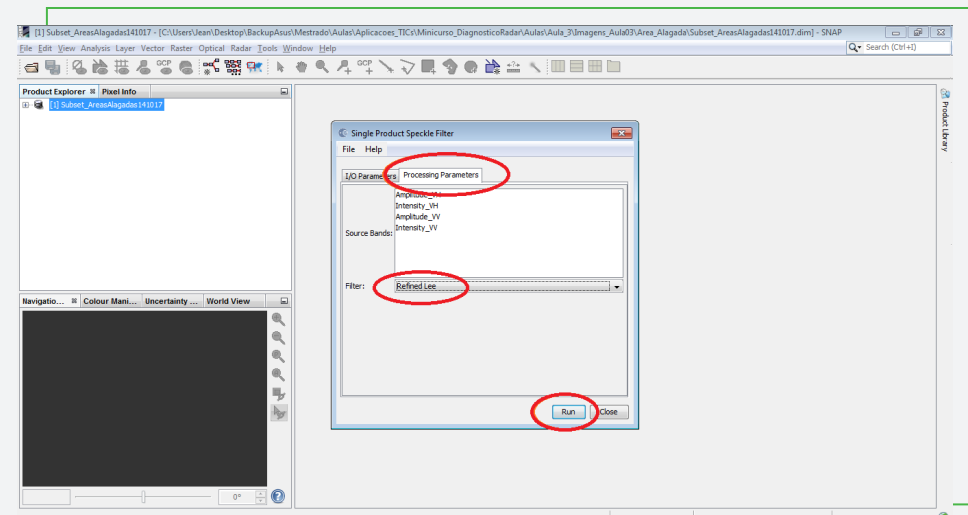 [1] Subset_AreasAlagadas141017 - [C:\Users\Jean\Desktop\BackupAsus\Mestrado\Aulas\Aplicacoes_TICs\Minicurso_DiagnosticoRadar\Aulas\Aula_3\Imagens_Aula03\Area_Alagada\Subset_AreasAlagadas141017.dim] - SNAP
File Edit View Analysis Layer Vector Raster Optical Radar Tools Window Help
Search (Ctrl+I)
GCP GCP
Product Explorer Pixel Info
[1] Subset_AreasAlagadas141017
Product Library
Single Product Speckle Filter
File Help
I/O Parameters Processing Parameters
Source Bands:
Amplitude_VH
Intensity_VH
Amplitude_VV
Intensity_VV
Filter: Refined Lee
Run Close
Navigatio... Colour Mani... Uncertainty ... World View
0°